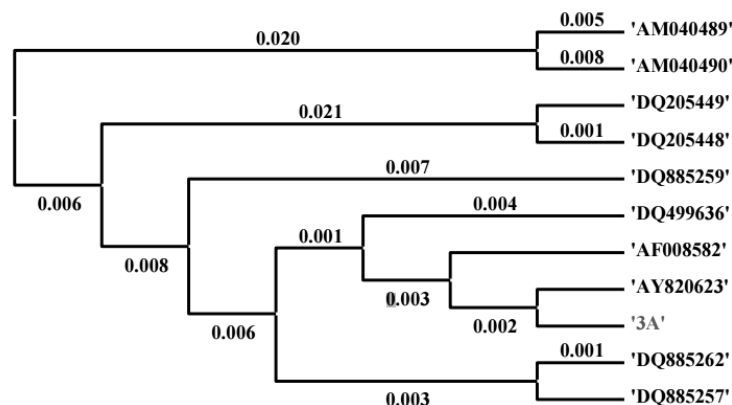 0.005
'AM040489'
0.020
0.008
'AM040490'
'DQ205449'
0.021
0.001
'DQ205448'
0.007
'DQ885259'
0.006
0.004
'DQ499636'
0.001
'AF008582'
0.008
'AY820623'
0.003
0.002
'3A'
0.006
0.001
'DQ885262'
0.003
'DQ885257'